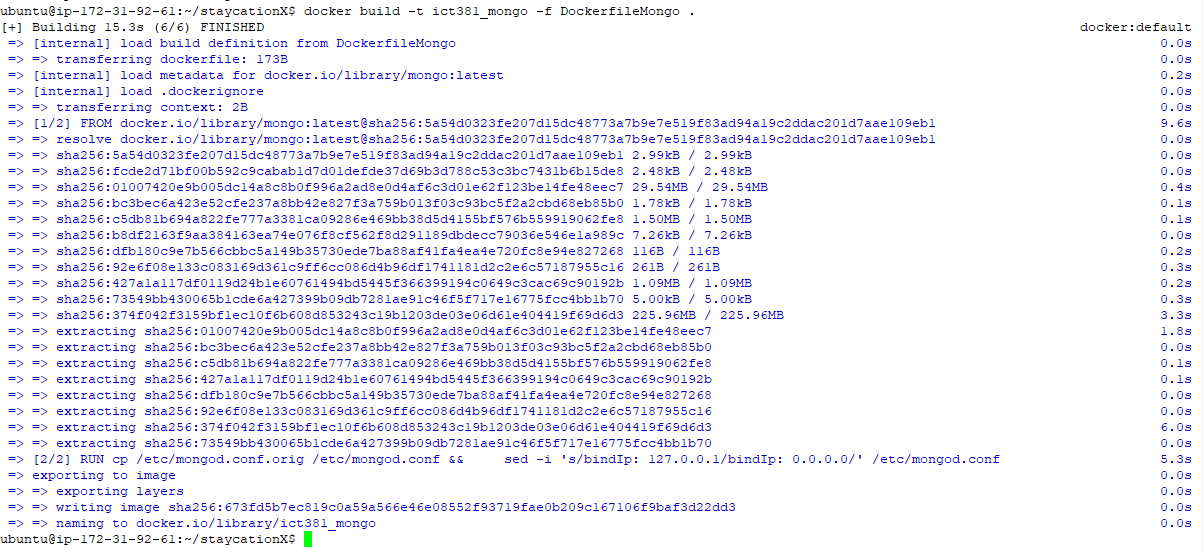 ubuntu@ip-172-31-92-61:~/staycationX$ docker build -t ict381_mongo -f DockerfileMongo .
[+] Building 15.3s (6/6) FINISHED docker:default
=> [internal] load build definition from DockerfileMongo 0.0s
=> => transferring dockerfile: 173B 0.0s
=> [internal] load metadata for docker.io/library/mongo:latest 0.2s
=> [internal] load .dockerignore 0.0s
=> => transferring context: 2B 0.0s
=> [1/2] FROM docker.io/library/mongo:latest@sha256:5a54d0323fe207d15dc48773a7b9e7e519f83ad94a19c2ddac201d7aae109eb1 9.6s
=> => resolve docker.io/library/mongo:latest@sha256:5a54d0323fe207d15dc48773a7b9e7e519f83ad94a19c2ddac201d7aae109eb1 0.0s
=> => sha256:5a54d0323fe207d15dc48773a7b9e7e519f83ad94a19c2ddac201d7aae109eb1 2.99kB / 2.99kB 0.0s
=> => sha256:fcde2d71bf00b592c9cabab1d7d01defde37d69b3d788c53c3bc7431b6b15de8 2.48kB / 2.48kB 0.0s
=> => sha256:01007420e9b005dc14a8c8b0f996a2ad8e0d4af6c3d01e62f123be14fe48eec7 29.54MB / 29.54MB 0.4s
=> => sha256:bc3bec6a423e52cfe237a8bb42e827f3a759b013f03c93bc5f2a2cbd68eb85b0 1.78kB / 1.78kB 0.1s
=> => sha256:c5db81b694a822fe777a3381ca09286e469bb38d5d4155bf576b559919062fe8 1.50MB / 1.50MB 0.1s
=> => sha256:b8df2163f9aa384163ea74e076f8cf562f8d291189dbdecc79036e546e1a989c 7.26kB / 7.26kB 0.0s
=> => sha256:dfb180c9e7b566cbbc5a149b35730ede7ba88af41fa4ea4e720fc8e94e827268 116B / 116B 0.2s
=> => sha256:92e6f08e133c083169d361c9ff6cc086d4b96df1741181d2c2e6c57187955c16 261B / 261B 0.3s
=> => sha256:427a1a117df0119d24b1e60761494bd5445f366399194c0649c3cac69c90192b 1.09MB / 1.09MB 0.2s
=> => sha256:73549bb430065b1cde6a427399b09db7281ae91c46f5f717e16775fcc4bb1b70 5.00kB / 5.00kB 0.3s
=> => sha256:374f042f3159bf1ec10f6b608d853243c19b1203de03e06d61e404419f69d6d3 225.96MB / 225.96MB 3.3s
=> => extracting sha256:01007420e9b005dc14a8c8b0f996a2ad8e0d4af6c3d01e62f123be14fe48eec7 1.8s
=> => extracting sha256:bc3bec6a423e52cfe237a8bb42e827f3a759b013f03c93bc5f2a2cbd68eb85b0 0.0s
=> => extracting sha256:c5db81b694a822fe777a3381ca09286e469bb38d5d4155bf576b559919062fe8 0.1s
=> => extracting sha256:427a1a117df0119d24b1e60761494bd5445f366399194c0649c3cac69c90192b 0.1s
=> => extracting sha256:dfb180c9e7b566cbbc5a149b35730ede7ba88af41fa4ea4e720fc8e94e827268 0.0s
=> => extracting sha256:92e6f08e133c083169d361c9ff6cc086d4b96df1741181d2c2e6c57187955c16 0.0s
=> => extracting sha256:374f042f3159bf1ec10f6b608d853243c19b1203de03e06d61e404419f69d6d3 6.0s
=> => extracting sha256:73549bb430065b1cde6a427399b09db7281ae91c46f5f717e16775fcc4bb1b70 0.0s
=> [2/2] RUN cp /etc/mongod.conf.orig /etc/mongod.conf &&     sed -i 's/bindIp: 127.0.0.1/bindIp: 0.0.0.0/' /etc/mongod.conf 5.3s
=> exporting to image 0.0s
=> => exporting layers 0.0s
=> => writing image sha256:673fd5b7ec819c0a59a566e46e08552f93719fae0b209c167106f9baf3d22dd3 0.0s
=> => naming to docker.io/library/ict381_mongo 0.0s
ubuntu@ip-172-31-92-61:~/staycationX$